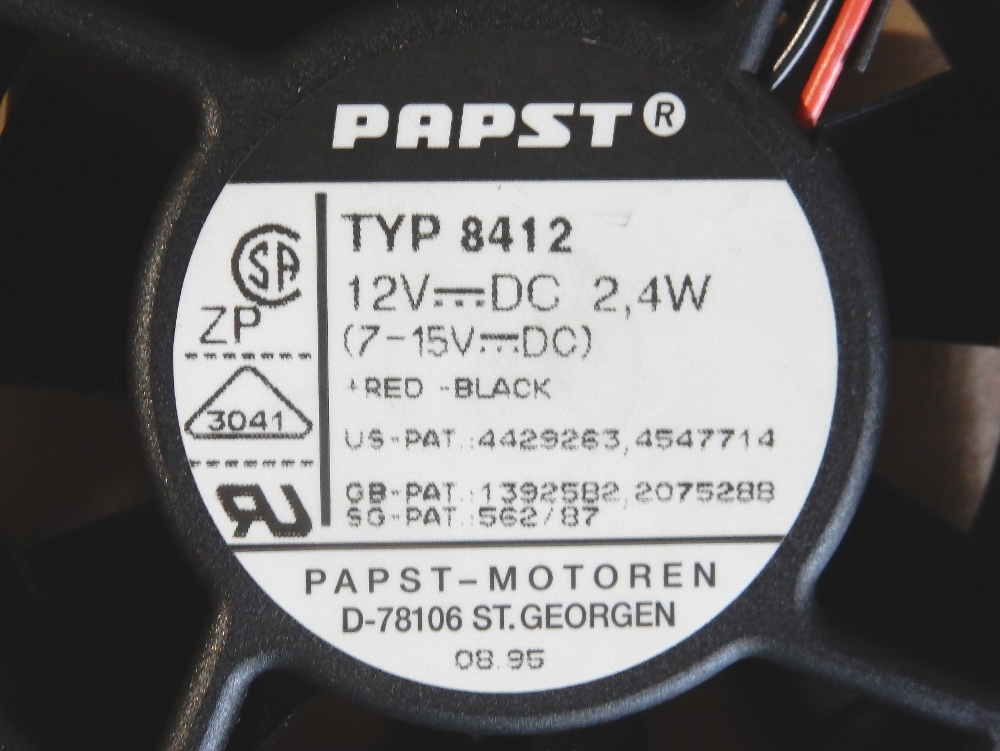 PAPST®
TYP 8412
12V⎓DC 2,4W
(7-15V⎓DC)
+RED -BLACK
US-PAT.:4429263,4547714
GB-PAT.:1392582,2075288
SG-PAT.:562/87
SA
ZP
3041
RU
PAPST-MOTOREN
D-78106 ST.GEORGEN
08.95